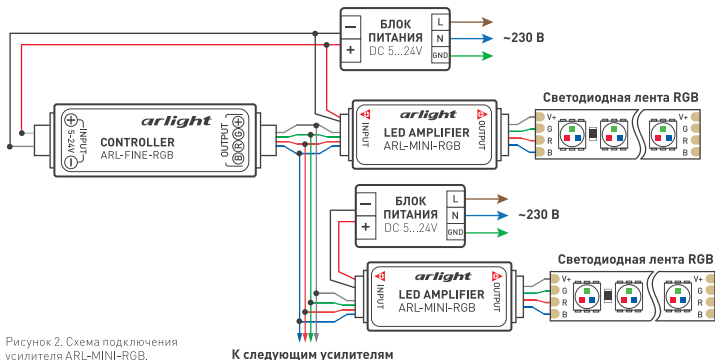 БЛОК
ПИТАНИЯ
DC 5...24V
−
+
L
N
GND
~230 В
Светодиодная лента RGB
+
5-24V
−
INPUT
arlight
CONTROLLER
ARL-FINE-RGB
OUTPUT
B R G +
INPUT
arlight
LED AMPLIFIER
ARL-MINI-RGB
OUTPUT
V+
G
R
B
БЛОК
ПИТАНИЯ
DC 5...24V
−
+
L
N
GND
~230 В
Светодиодная лента RGB
INPUT
arlight
LED AMPLIFIER
ARL-MINI-RGB
OUTPUT
V+
G
R
B
Рисунок 2. Схема подключения
усилителя ARL-MINI-RGB.
К следующим усилителям